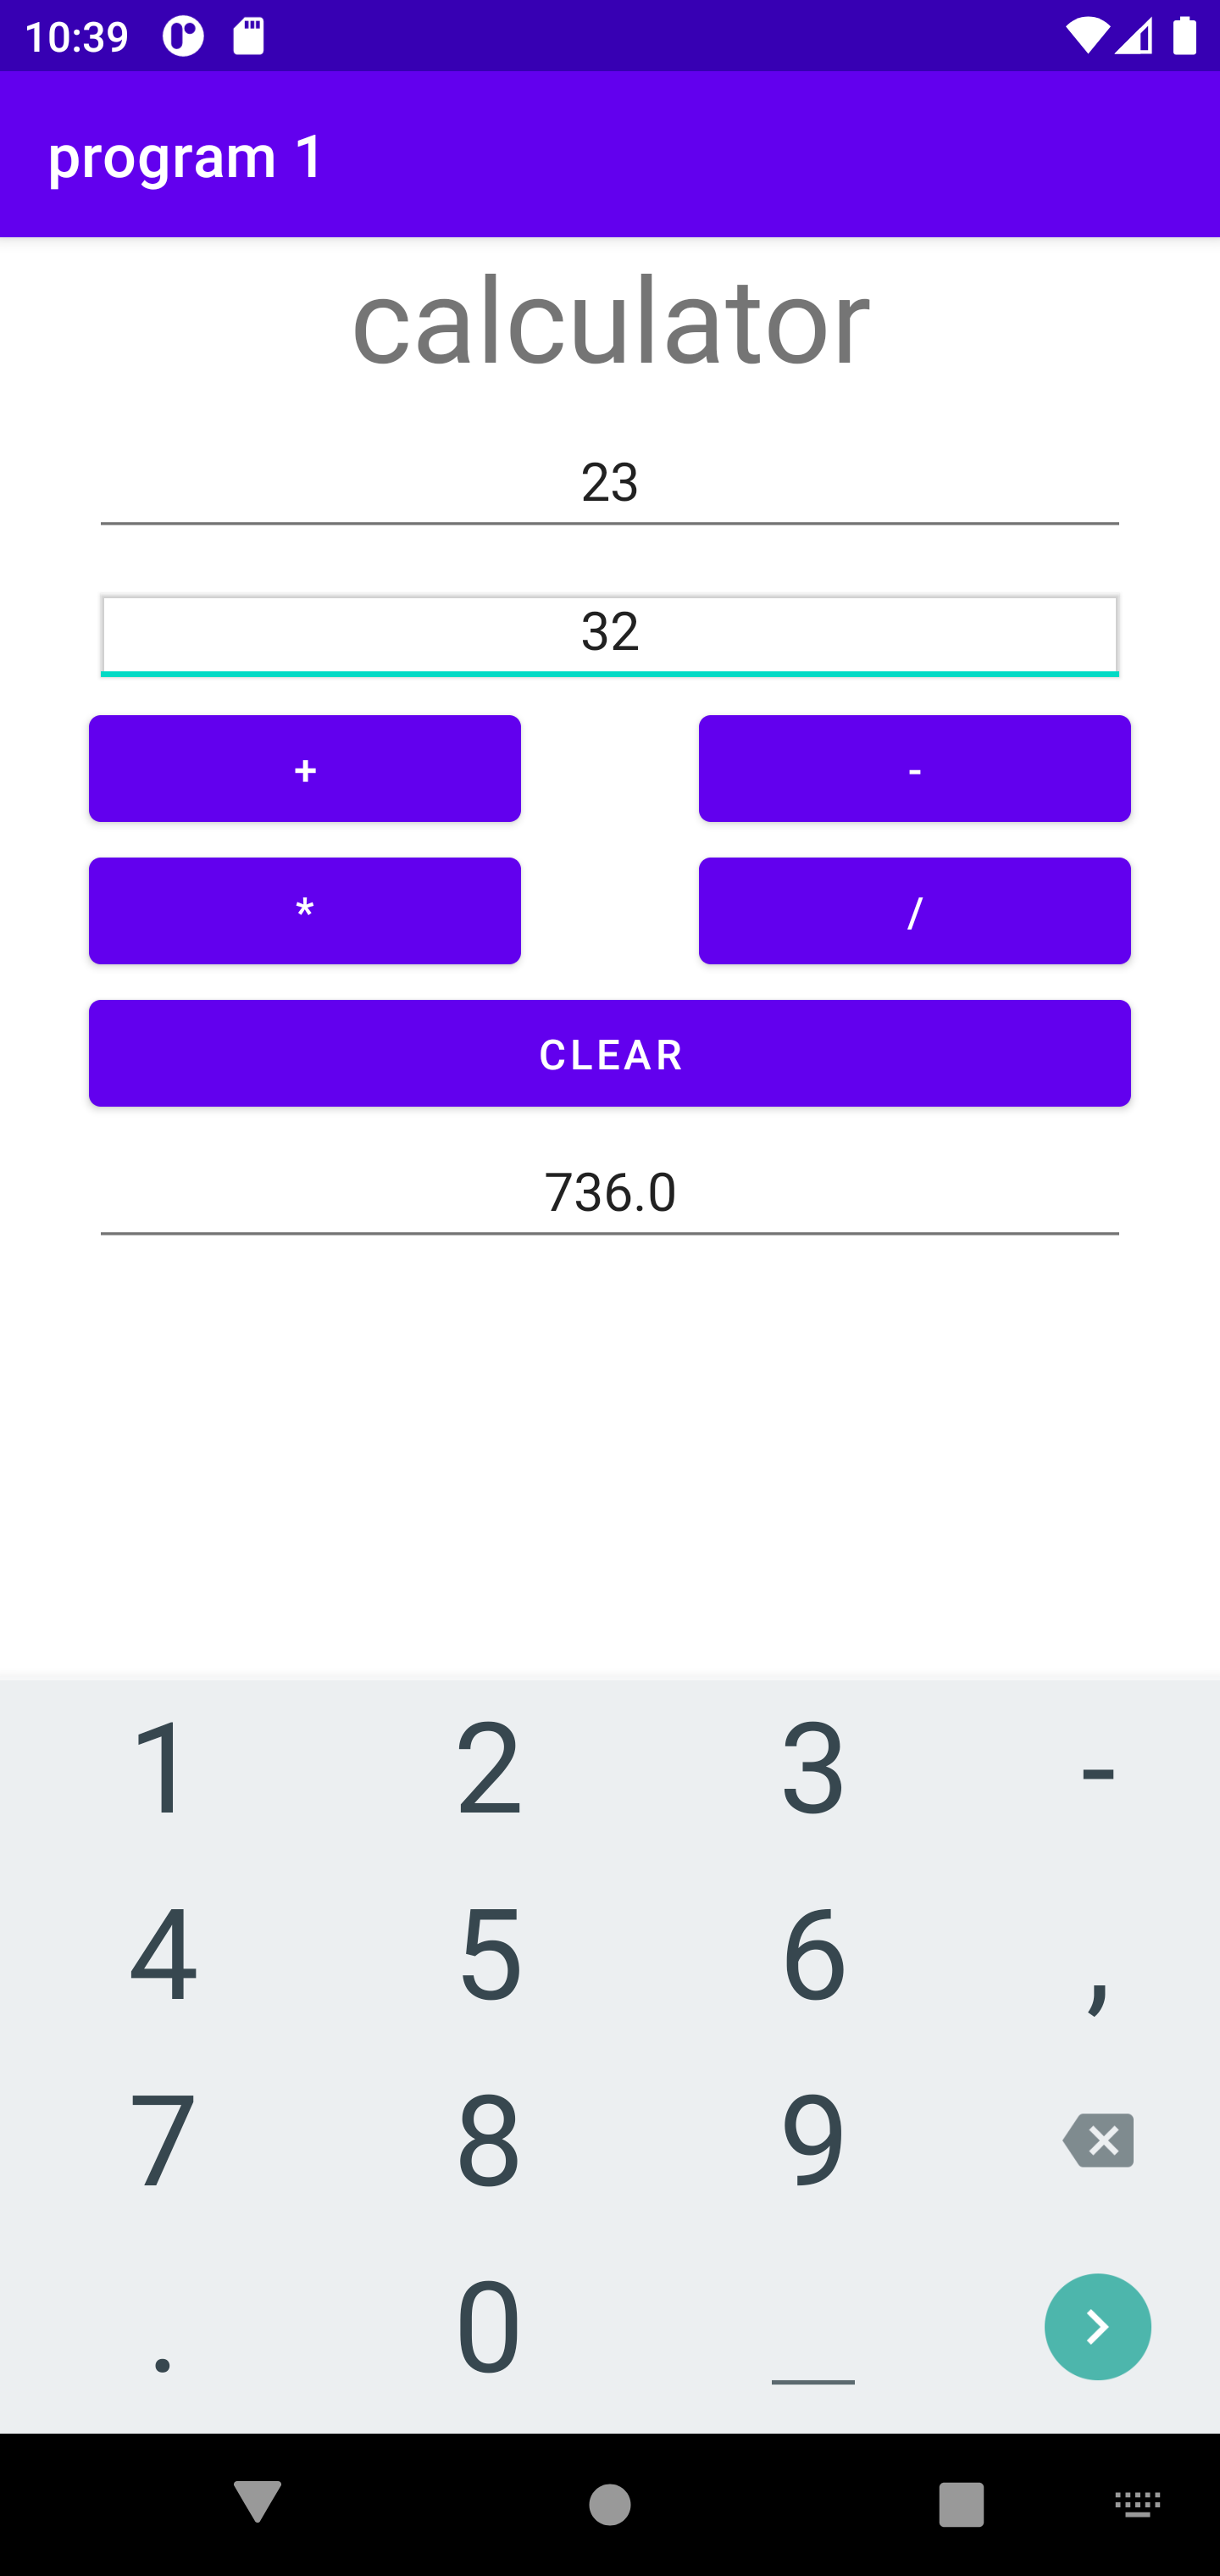 10:39
program 1
calculator
23
32
+ -
* /
CLEAR
736.0
1 2 3 -
4 5 6 ,
7 8 9
. 0